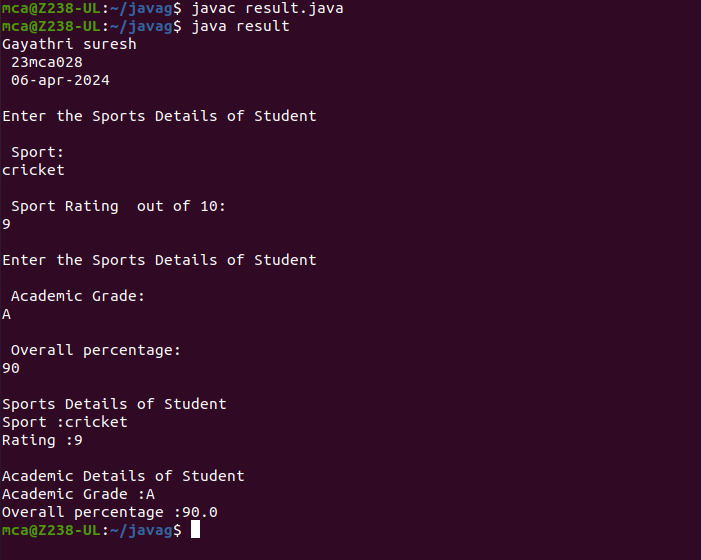 mca@Z238-UL:~/javag$ javac result.java
mca@Z238-UL:~/javag$ java result
Gayathri suresh
 23mca028
 06-apr-2024

Enter the Sports Details of Student

 Sport:
cricket

 Sport Rating  out of 10:
9

Enter the Sports Details of Student

 Academic Grade:
A

 Overall percentage:
90

Sports Details of Student
Sport :cricket
Rating :9

Academic Details of Student
Academic Grade :A
Overall percentage :90.0
mca@Z238-UL:~/javag$